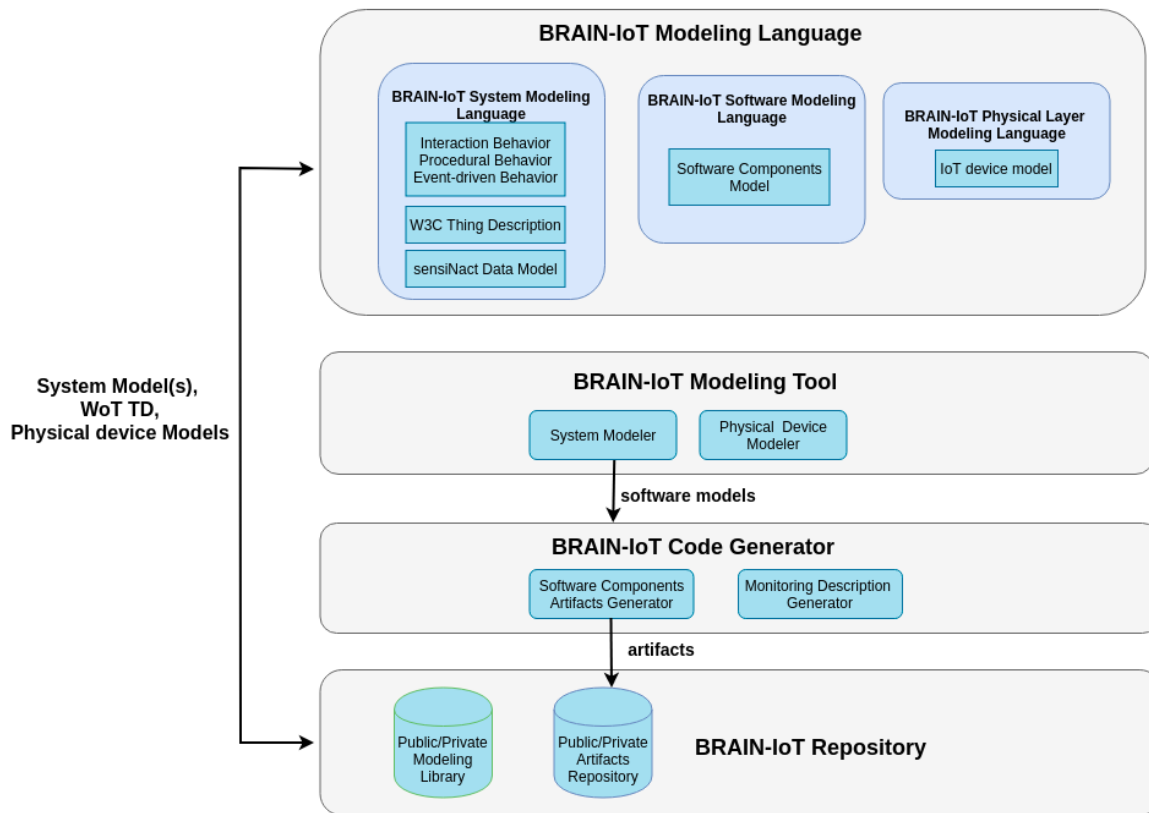 BRAIN-IoT Modeling Language
BRAIN-IoT System Modeling
Language
Interaction Behavior
Procedural Behavior
Event-driven Behavior
W3C Thing Description
sensiNact Data Model
BRAIN-IoT Software Modeling
Language
Software Components
Model
BRAIN-IoT Physical Layer
Modeling Language
IoT device model
System Model(s),
WoT TD,
Physical device Models
BRAIN-IoT Modeling Tool
System Modeler
Physical Device
Modeler
software models
BRAIN-IoT Code Generator
Software Components
Artifacts Generator
Monitoring Description
Generator
artifacts
Public/Private
Modeling
Library
Public/Private
Artifacts
Repository
BRAIN-IoT Repository